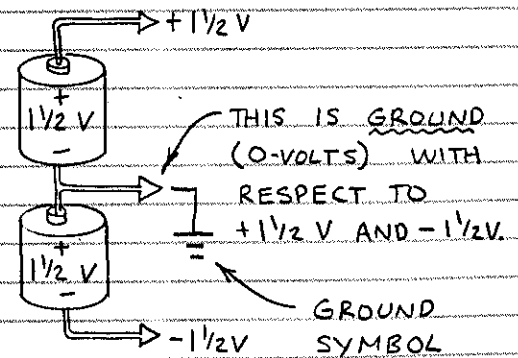 +1½ V
+
1½ V
−
THIS IS GROUND
(0-VOLTS) WITH
RESPECT TO
+1½ V AND -1½V.
+
1½ V
−
GROUND
SYMBOL
-1½V